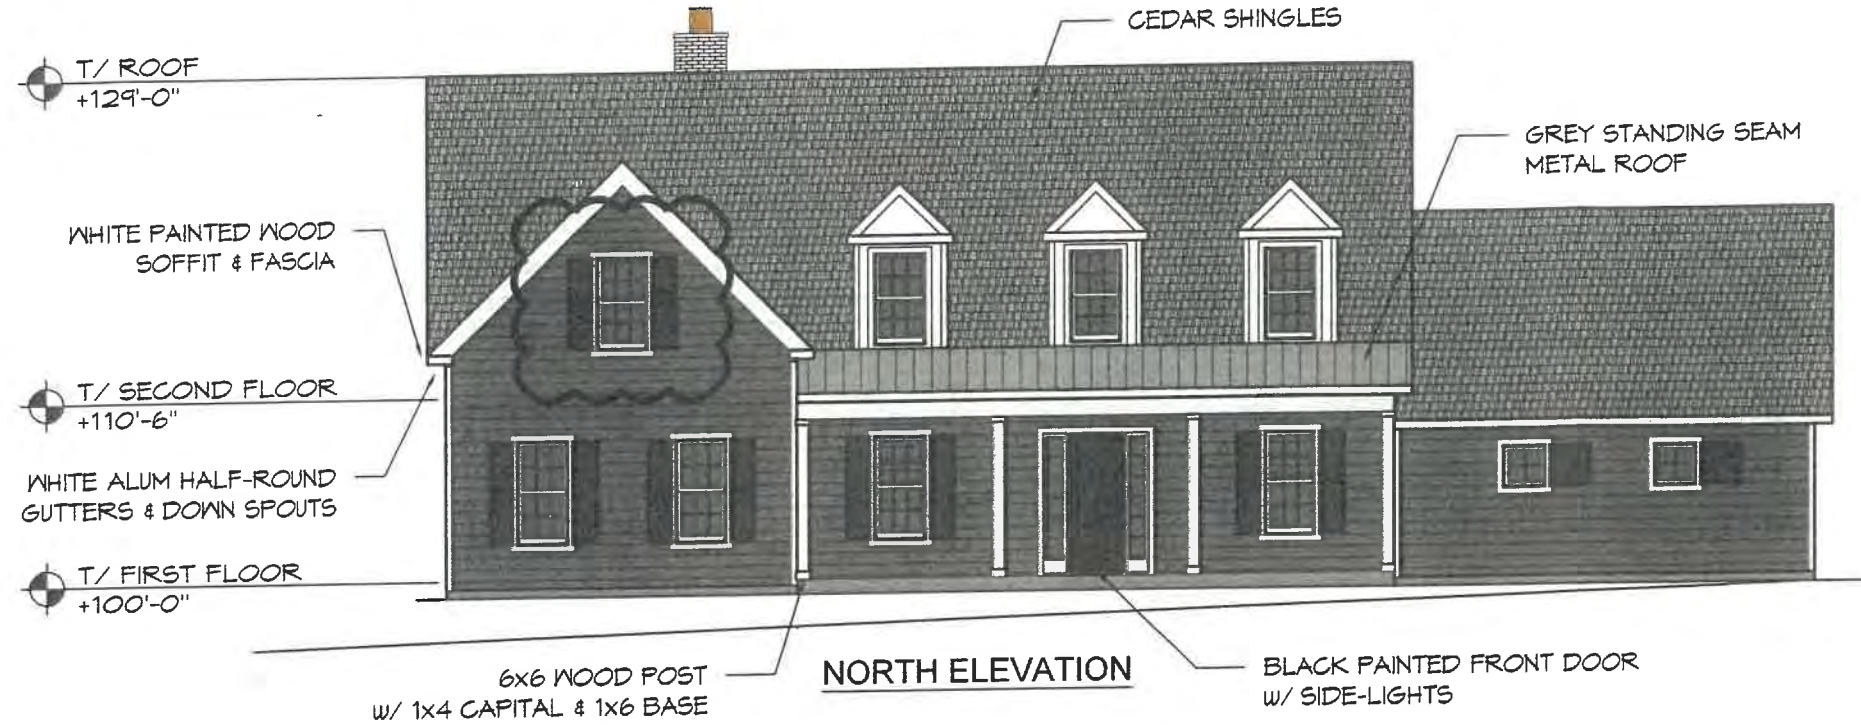 CEDAR SHINGLES
T/ ROOF
+129'-0"
GREY STANDING SEAM
METAL ROOF
WHITE PAINTED WOOD
SOFFIT & FASCIA
T/ SECOND FLOOR
+110'-6"
WHITE ALUM HALF-ROUND
GUTTERS & DOWN SPOUTS
T/ FIRST FLOOR
+100'-0"
6x6 WOOD POST
w/ 1x4 CAPITAL & 1x6 BASE
NORTH ELEVATION
BLACK PAINTED FRONT DOOR
w/ SIDE-LIGHTS